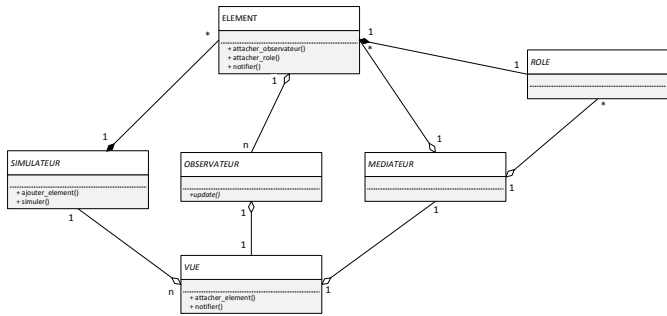 ELEMENT
+ attacher_observateur()
+ attacher_role()
+ notifier()
*
1
*
1
n
1
1
ROLE
*
1
SIMULATEUR
+ ajouter_element()
+ simuler()
1
OBSERVATEUR
+update()
1
1
MEDIATEUR
1
1
VUE
+ attacher_element()
+ notifier()
n
1